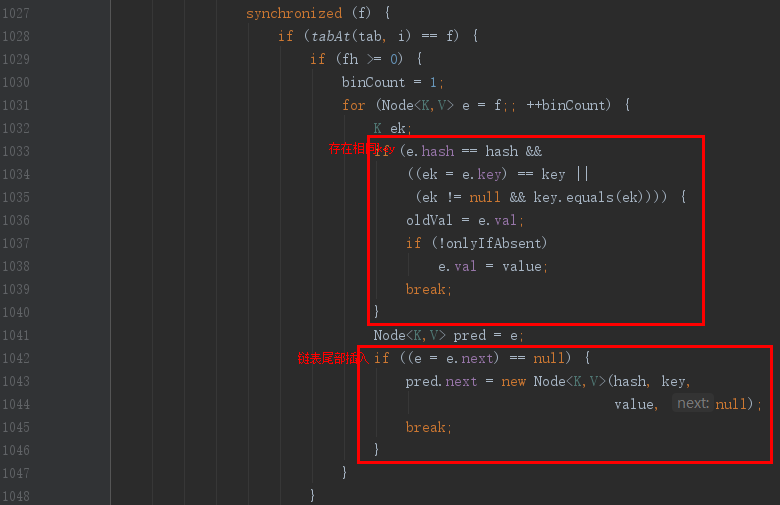 1027 synchronized (f) {
1028 if (tabAt(tab, i) == f) {
1029 if (fh >= 0) {
1030 binCount = 1;
1031 for (Node<K,V> e = f;; ++binCount) {
1032 K ek;
1033 存在相同key if (e.hash == hash &&
1034 ((ek = e.key) == key ||
1035 (ek != null && key.equals(ek)))) {
1036 oldVal = e.val;
1037 if (!onlyIfAbsent)
1038 e.val = value;
1039 break;
1040 }
1041 Node<K,V> pred = e;
1042 链表尾部插入 if ((e = e.next) == null) {
1043 pred.next = new Node<K,V>(hash, key,
1044 value, next: null);
1045 break;
1046 }
1047 }
1048 }